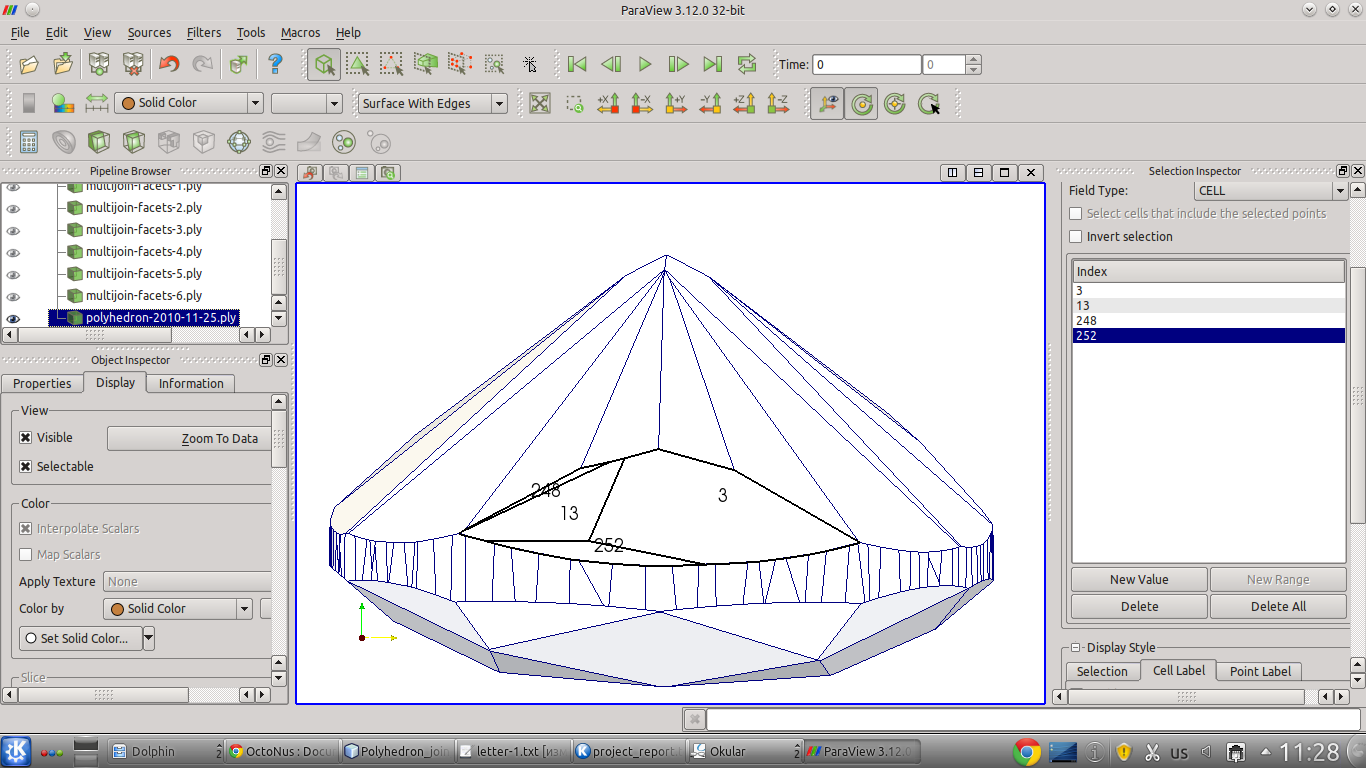 ParaView 3.12.0 32-bit
File Edit View Sources Filters Tools Macros Help
Time: 0 0
Solid Color Surface With Edges +X -X +Y -Y +Z -Z
Pipeline Browser
multijoin-facets-1.ply
multijoin-facets-2.ply
multijoin-facets-3.ply
multijoin-facets-4.ply
multijoin-facets-5.ply
multijoin-facets-6.ply
polyhedron-2010-11-25.ply
Object Inspector
Properties Display Information
View
Visible Zoom To Data
Selectable
Color
Interpolate Scalars
Map Scalars
Apply Texture None
Color by Solid Color
Set Solid Color...
Slice
248
13
3
252
Selection Inspector
Field Type: CELL
Select cells that include the selected points
Invert selection
Index
3
13
248
252
New Value New Range
Delete Delete All
Display Style
Selection Cell Label Point Label
Dolphin 2 OctoNus : Docu Polyhedron_joi letter-1.txt [из project_report. Okular 2 ParaView 3.12.0 us 11:28